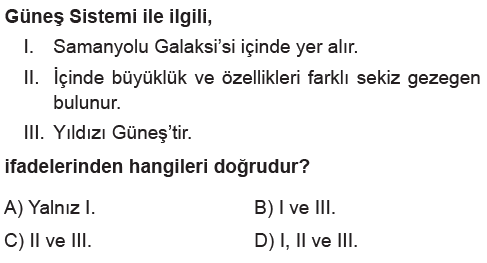 Güneş Sistemi ile ilgili,
I. Samanyolu Galaksi'si içinde yer alır.
II. İçinde büyüklük ve özellikleri farklı sekiz gezegen
bulunur.
III. Yıldızı Güneş'tir.
ifadelerinden hangileri doğrudur?
A) Yalnız I. B) I ve III.
C) II ve III. D) I, II ve III.